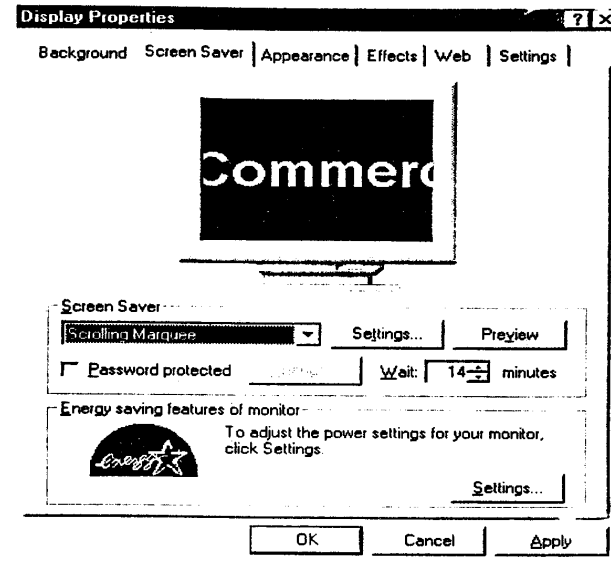 Display Properties ? ×
Background Screen Saver Appearance Effects Web Settings
Commerc
Screen Saver
Scrolling Marquee Settings... Preview
Password protected Wait: 14 minutes
Energy saving features of monitor
energy To adjust the power settings for your monitor,
click Settings.
Settings...
OK Cancel Apply